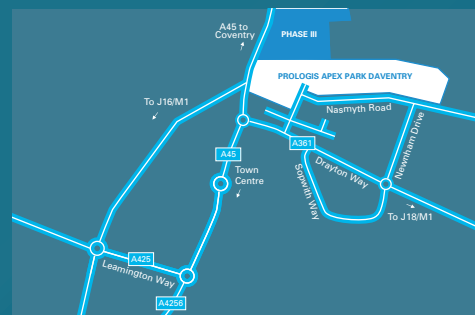 A45 to
Coventry
PHASE III
PROLOGIS APEX PARK DAVENTRY
To J16/M1
Nasmyth Road
A361
Newnham Drive
A45
Drayton Way
Town
Centre
Sopwith Way
To J18/M1
A425
Leamington Way
A4256